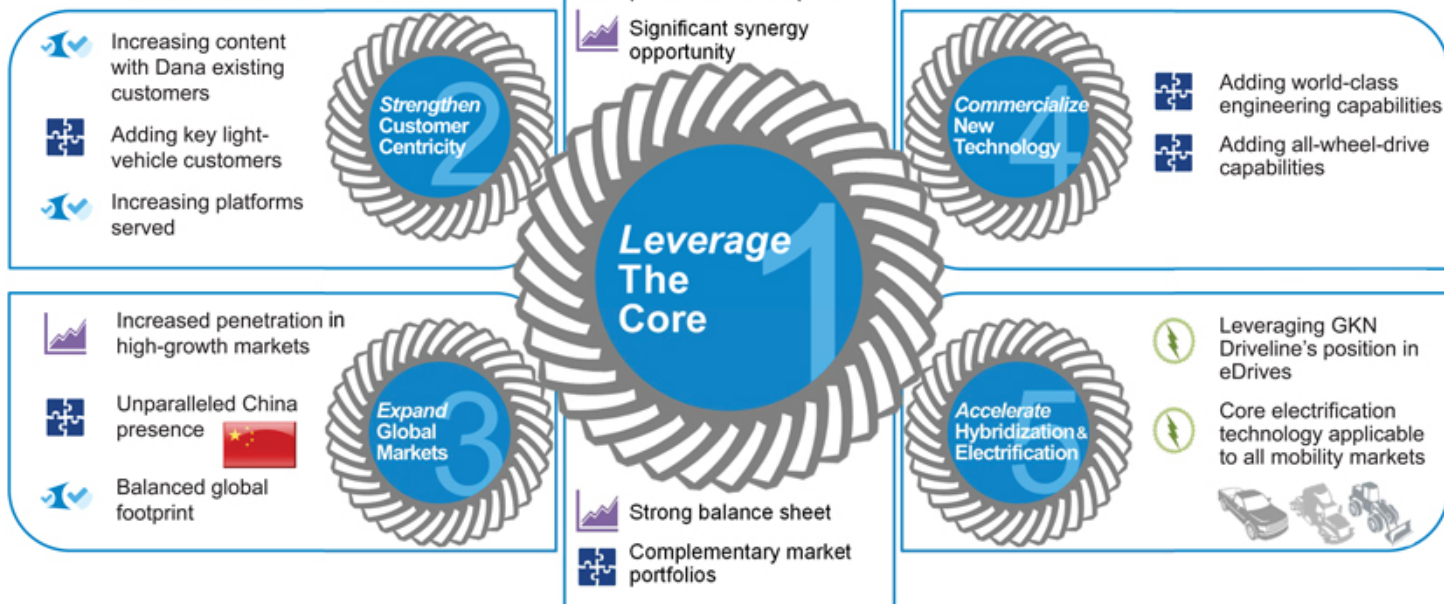 Significant synergy
opportunity
Increasing content
with Dana existing
customers
Adding key light-
vehicle customers
Increasing platforms
served
2
Strengthen
Customer
Centricity
1
Leverage
The
Core
4
Commercialize
New
Technology
Adding world-class
engineering capabilities
Adding all-wheel-drive
capabilities
Increased penetration in
high-growth markets
Unparalleled China
presence
Balanced global
footprint
3
Expand
Global
Markets
Strong balance sheet
Complementary market
portfolios
5
Accelerate
Hybridization &
Electrification
Leveraging GKN
Driveline's position in
eDrives
Core electrification
technology applicable
to all mobility markets